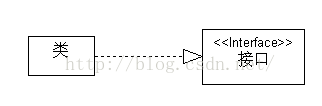 类
<<Interface>>
接口
http://blog.csdn.net/